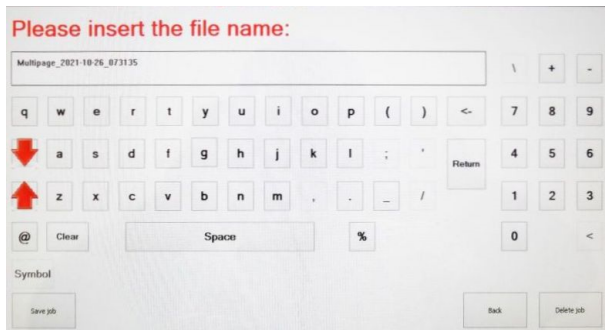 Please insert the file name:
Multipage_2021-10-26_073135
\ + -
q w e r t y u i o p ( ) <- 7 8 9
a s d f g h j k l ; ' Return 4 5 6
z x c v b n m , . _ / 1 2 3
@ Clear Space % 0 <
Symbol
Save job Back Delete job